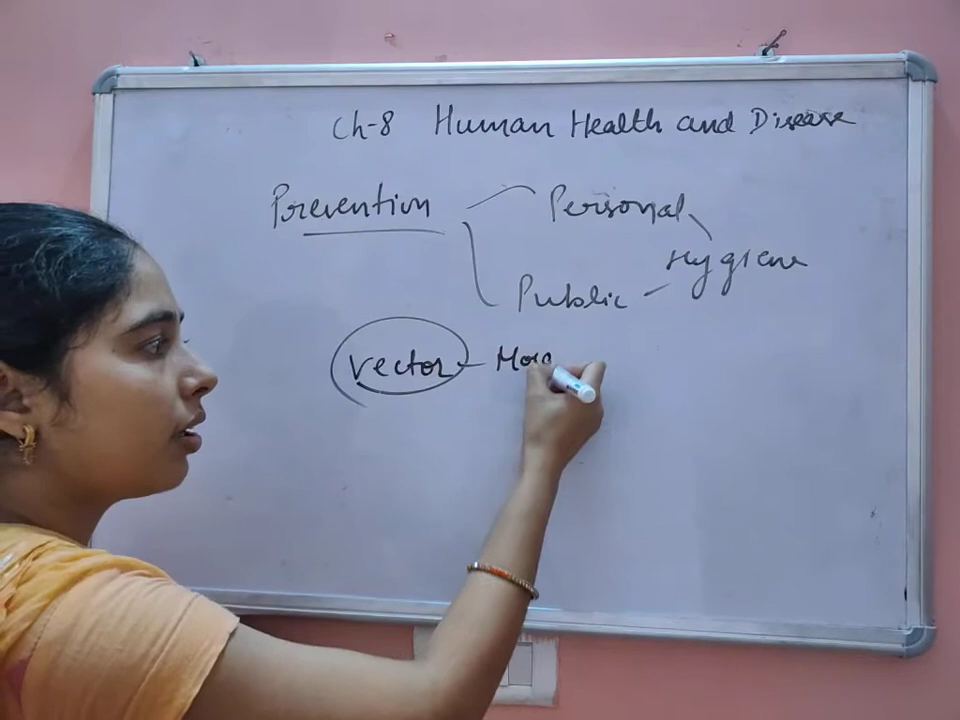 Ch-8 Human Health and Disease
Prevention Personal
Hygiene
Public
Vector - Mos